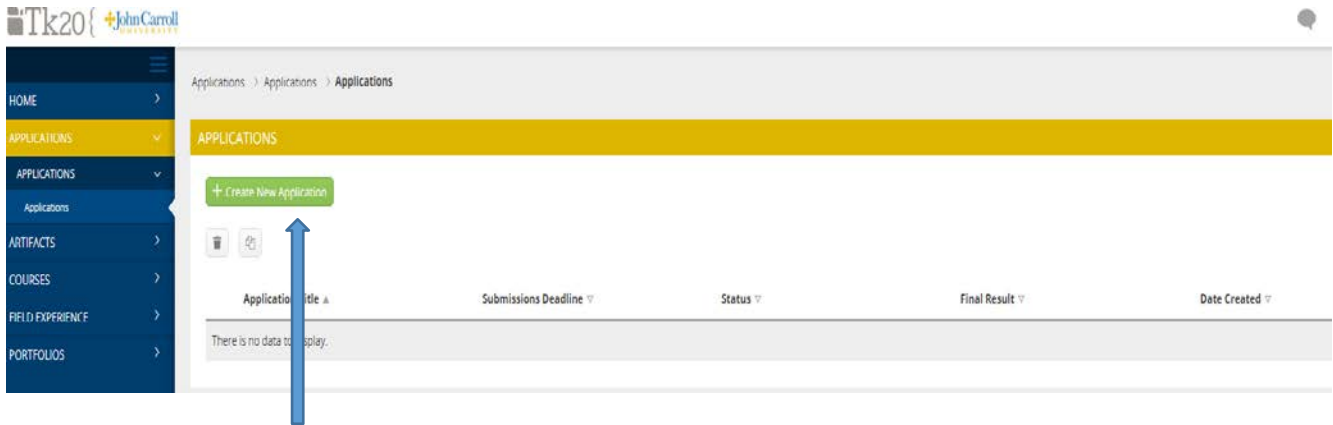 Tk20{ John Carroll
UNIVERSITY
Applications > Applications > Applications
HOME
APPLICATIONS
APPLICATIONS
Applications
ARTIFACTS
COURSES
FIELD EXPERIENCE
PORTFOLIOS
APPLICATIONS
+ Create New Application
Application Title Submissions Deadline Status Final Result Date Created
There is no data to display.